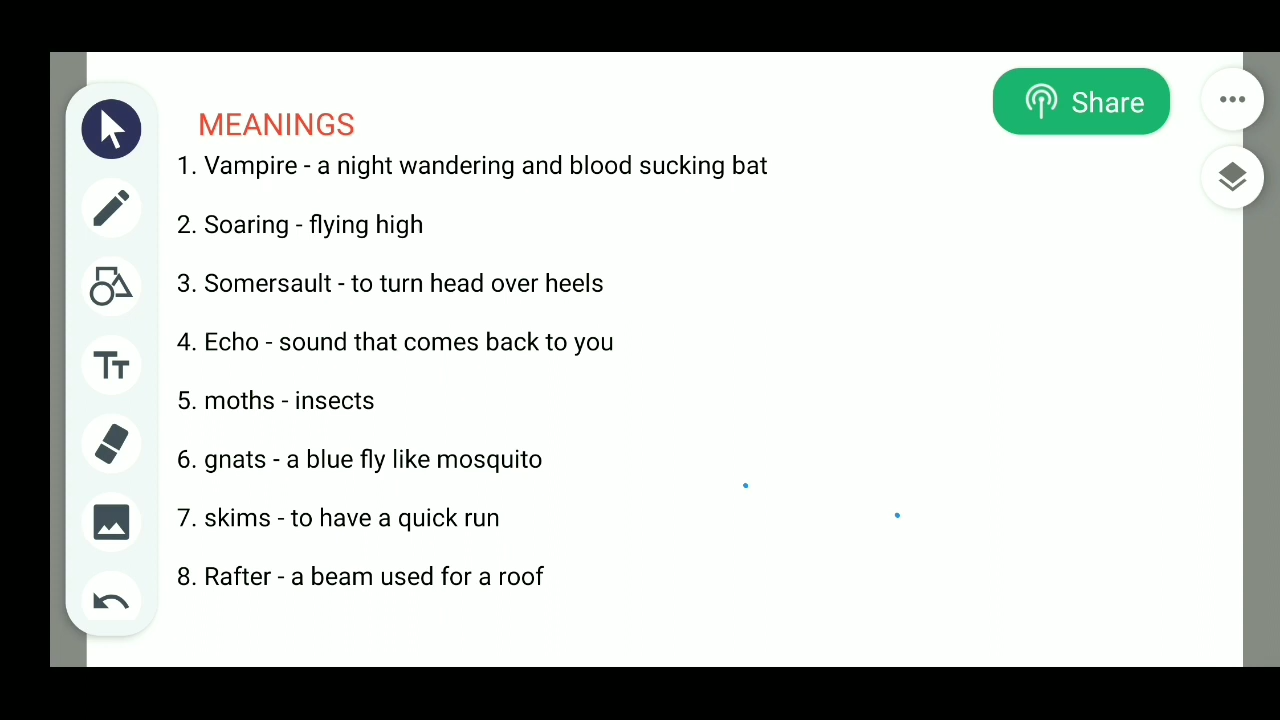 Share
MEANINGS
1. Vampire - a night wandering and blood sucking bat
2. Soaring - flying high
3. Somersault - to turn head over heels
4. Echo - sound that comes back to you
5. moths - insects
6. gnats - a blue fly like mosquito
7. skims - to have a quick run
8. Rafter - a beam used for a roof
TT